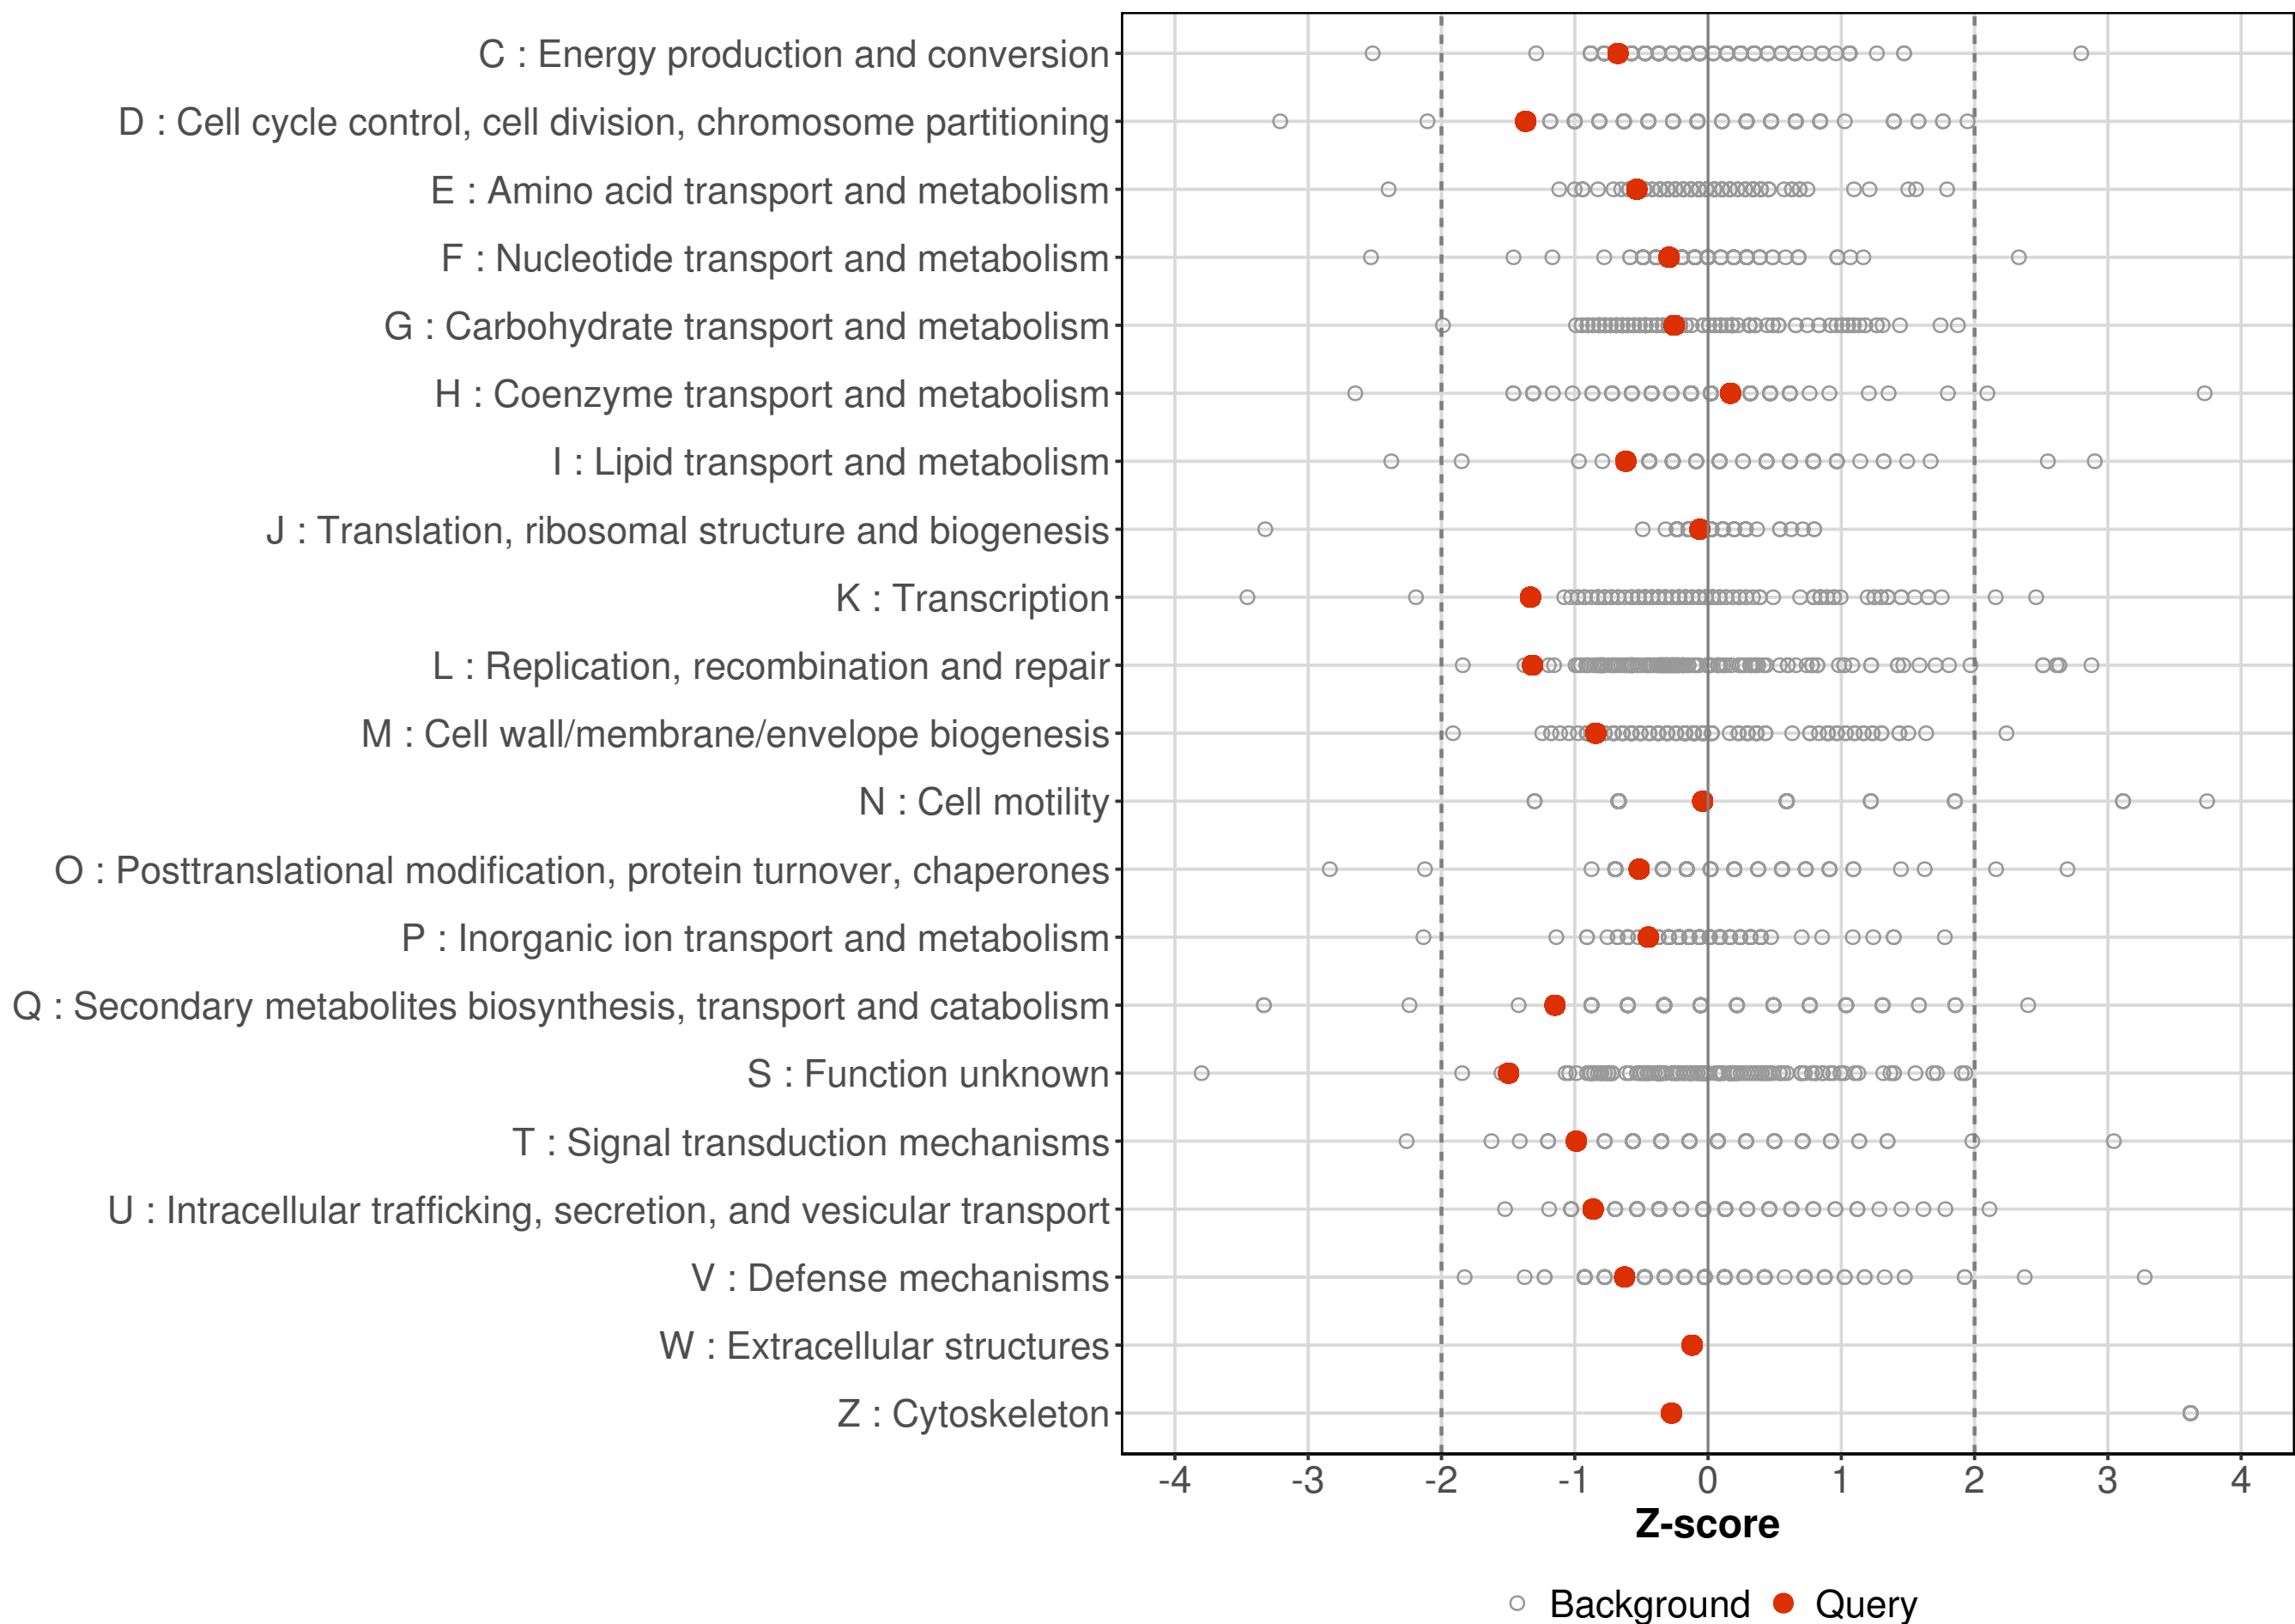 C : Energy production and conversion
D : Cell cycle control, cell division, chromosome partitioning
E : Amino acid transport and metabolism
F : Nucleotide transport and metabolism
G : Carbohydrate transport and metabolism
H : Coenzyme transport and metabolism
I : Lipid transport and metabolism
J : Translation, ribosomal structure and biogenesis
K : Transcription
L : Replication, recombination and repair
M : Cell wall/membrane/envelope biogenesis
N : Cell motility
O : Posttranslational modification, protein turnover, chaperones
P : Inorganic ion transport and metabolism
Q : Secondary metabolites biosynthesis, transport and catabolism
S : Function unknown
T : Signal transduction mechanisms
U : Intracellular trafficking, secretion, and vesicular transport
V : Defense mechanisms
W : Extracellular structures
Z : Cytoskeleton
-4 -3 -2 -1 0 1 2 3 4
Z-score
Background Query